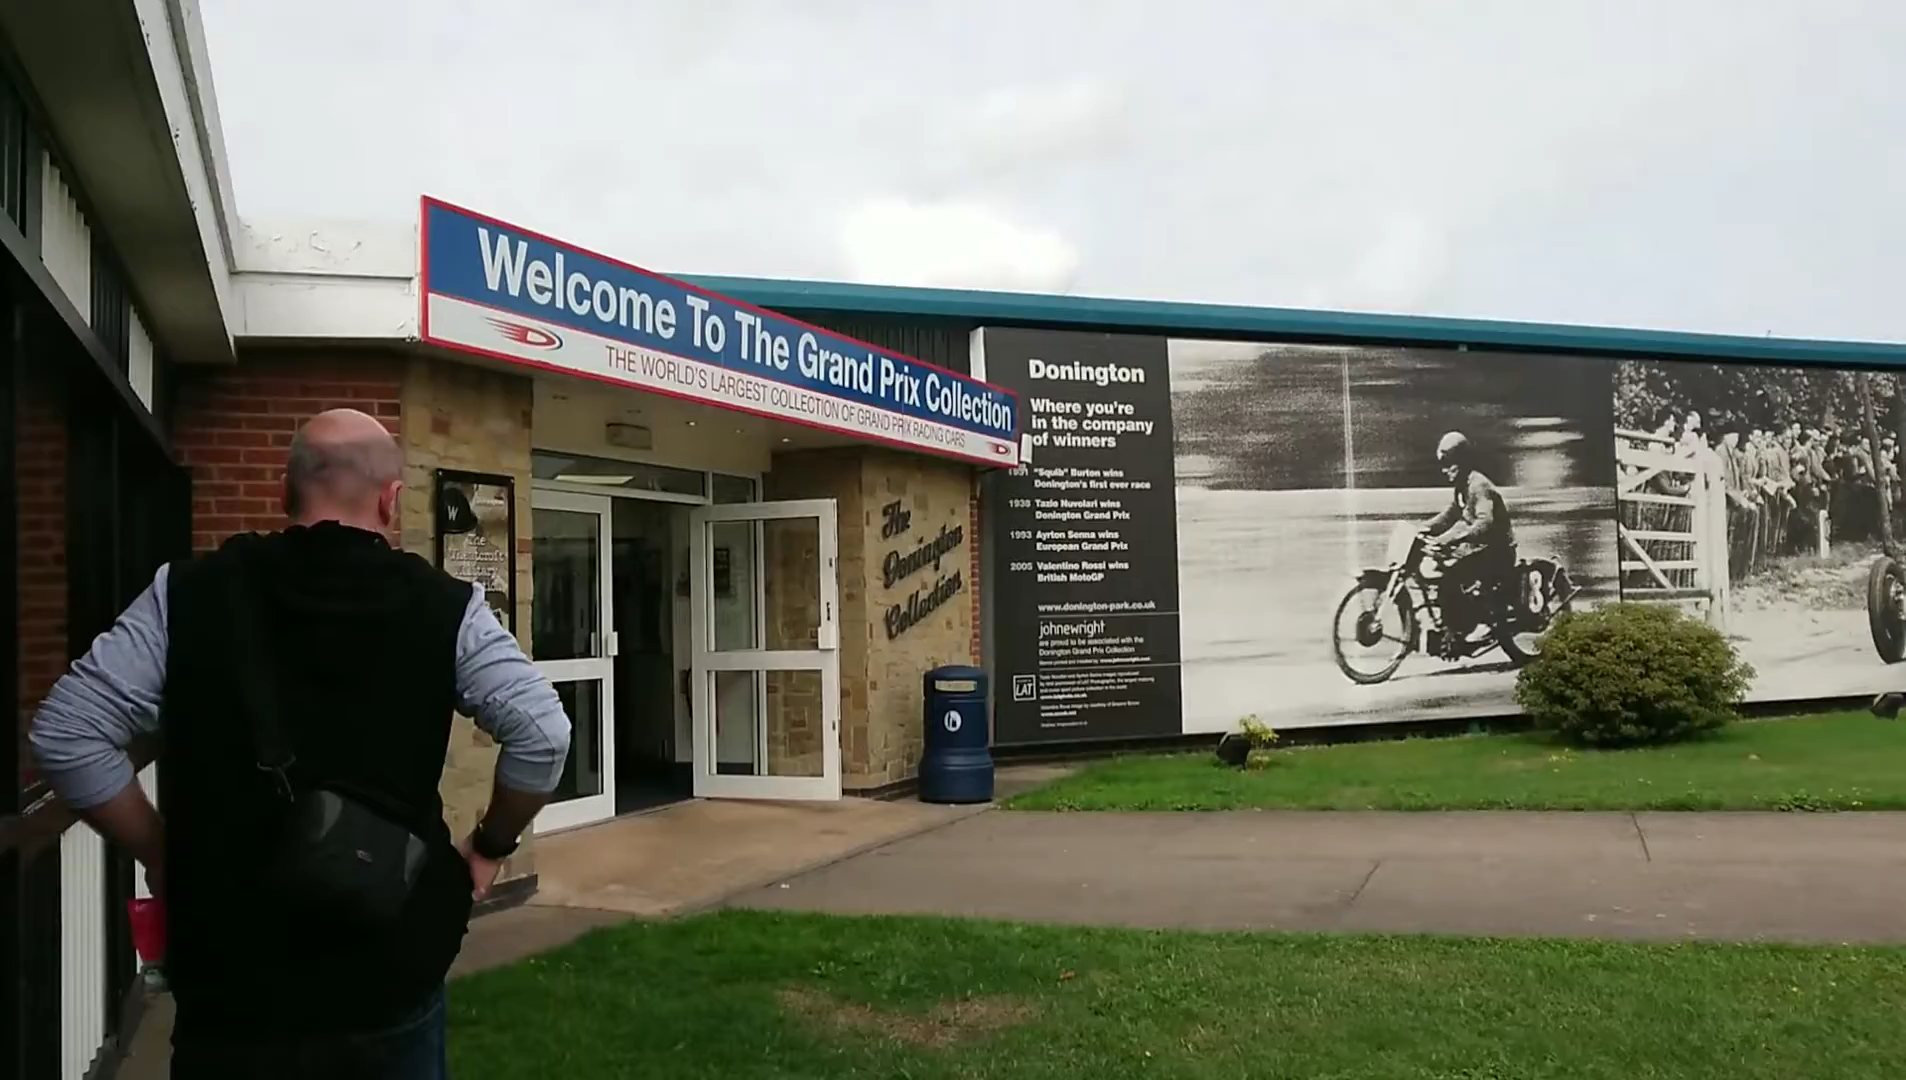 Welcome To The Grand Prix Collection
THE WORLD'S LARGEST COLLECTION OF GRAND PRIX RACING CARS
D
D
W
The
The
Donington
Collection
Donington
Where you're
in the company
of winners
1931 "Squib" Burton wins
Donington's first ever race
1938 Tazio Nuvolari wins
Donington Grand Prix
1993 Ayrton Senna wins
European Grand Prix
2005 Valentino Rossi wins
British MotoGP
www.donington-park.co.uk
johnewright
are proud to be associated with the
Donington Grand Prix Collection
LAT
3